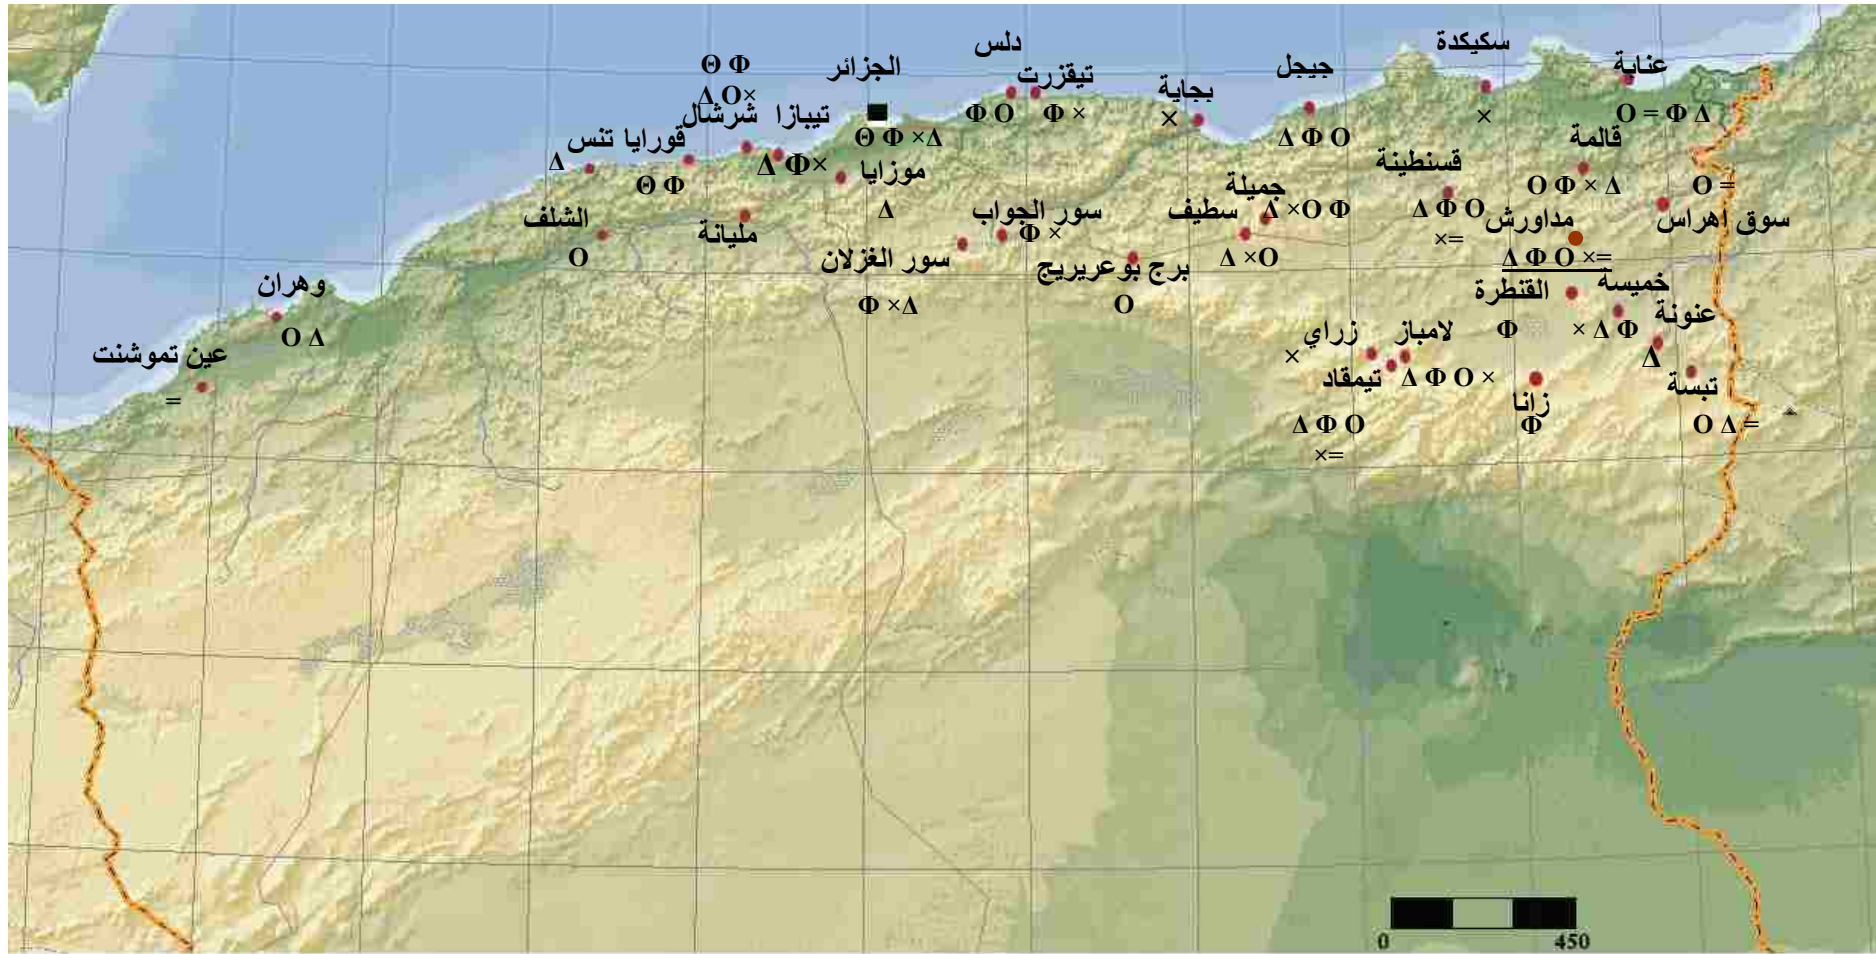 سكيكدة
دلس
Θ Φ
الجزائر
تيقزرت
جيجل
عنابة
بجاية
Δ O×
شرشال
تيبازا
Φ O
Φ ×
×
×
O = Φ Δ
Θ Φ ×Δ
Δ Φ O
قالمة
تنس
قورايا
Δ
Δ Φ×
موزايا
قسنطينة
Θ Φ
جميلة
O Φ × Δ
O =
Δ
سور الجواب
سطيف
Δ ×O Φ
Δ Φ O
×=
مداورش
سوق اهراس
الشلف
مليانة
Φ ×
O
سور الغزلان
برج بوعريريج
Δ ×O
Δ Φ O ×=
وهران
القنطرة
خميسة
Φ ×Δ
O
عنونة
O Δ
زراي
لامباز
Φ
× Δ Φ
عين تموشنت
×
Δ
=
تيمقاد
Δ Φ O ×
تبسة
زانا
Δ Φ O
×=
Φ
O Δ =
0
450